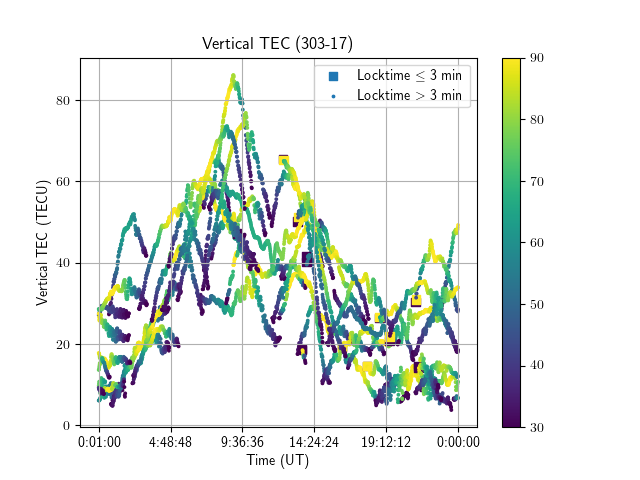 Vertical TEC (303-17)
Locktime ≤ 3 min
Locktime > 3 min
Vertical TEC (TECU)
80
60
40
20
0
0:01:00 4:48:48 9:36:36 14:24:24 19:12:12 0:00:00
Time (UT)
90
80
70
60
50
40
30